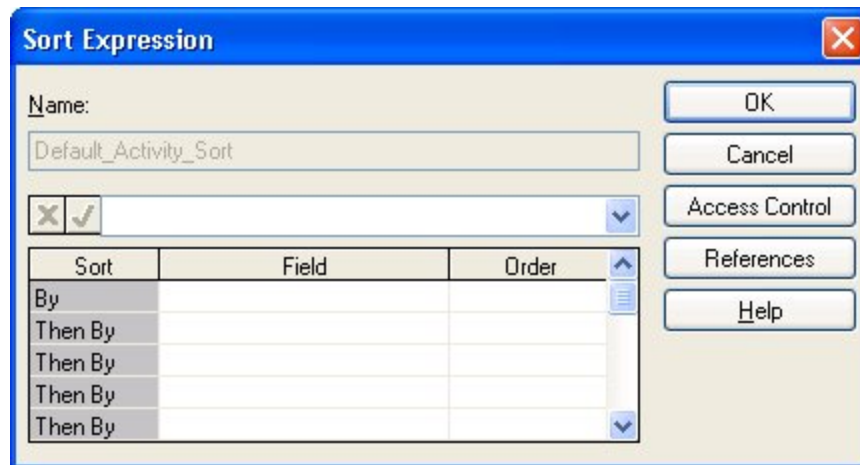 Sort Expression
Name:
Default_Activity_Sort
OK
Cancel
Access Control
References
Help
Sort Field Order
By
Then By
Then By
Then By
Then By